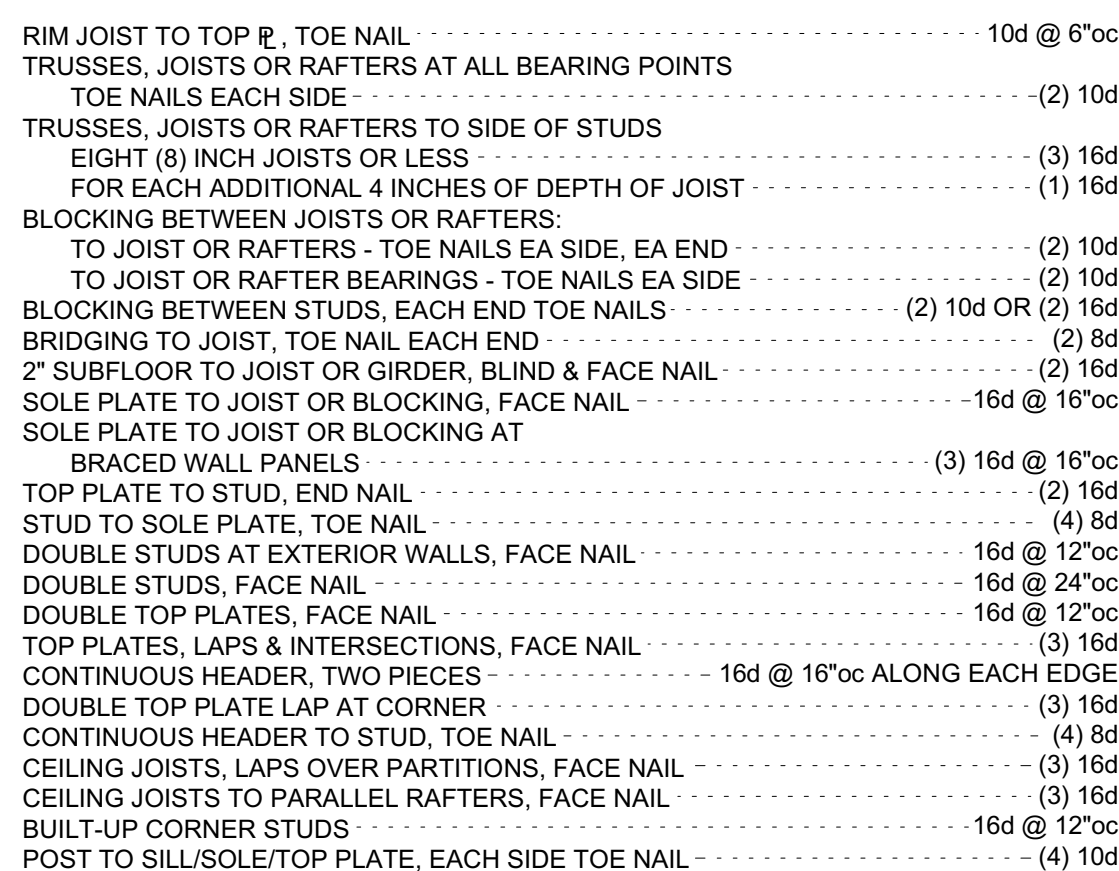 RIM JOIST TO TOP ⅊, TOE NAIL 10d @ 6"oc
TRUSSES, JOISTS OR RAFTERS AT ALL BEARING POINTS
TOE NAILS EACH SIDE (2) 10d
TRUSSES, JOISTS OR RAFTERS TO SIDE OF STUDS
EIGHT (8) INCH JOISTS OR LESS (3) 16d
FOR EACH ADDITIONAL 4 INCHES OF DEPTH OF JOIST (1) 16d
BLOCKING BETWEEN JOISTS OR RAFTERS:
TO JOIST OR RAFTERS - TOE NAILS EA SIDE, EA END (2) 10d
TO JOIST OR RAFTER BEARINGS - TOE NAILS EA SIDE (2) 10d
BLOCKING BETWEEN STUDS, EACH END TOE NAILS (2) 10d OR (2) 16d
BRIDGING TO JOIST, TOE NAIL EACH END (2) 8d
2" SUBFLOOR TO JOIST OR GIRDER, BLIND & FACE NAIL (2) 16d
SOLE PLATE TO JOIST OR BLOCKING, FACE NAIL 16d @ 16"oc
SOLE PLATE TO JOIST OR BLOCKING AT
BRACED WALL PANELS (3) 16d @ 16"oc
TOP PLATE TO STUD, END NAIL (2) 16d
STUD TO SOLE PLATE, TOE NAIL (4) 8d
DOUBLE STUDS AT EXTERIOR WALLS, FACE NAIL 16d @ 12"oc
DOUBLE STUDS, FACE NAIL 16d @ 24"oc
DOUBLE TOP PLATES, FACE NAIL 16d @ 12"oc
TOP PLATES, LAPS & INTERSECTIONS, FACE NAIL (3) 16d
CONTINUOUS HEADER, TWO PIECES 16d @ 16"oc ALONG EACH EDGE
DOUBLE TOP PLATE LAP AT CORNER (3) 16d
CONTINUOUS HEADER TO STUD, TOE NAIL (4) 8d
CEILING JOISTS, LAPS OVER PARTITIONS, FACE NAIL (3) 16d
CEILING JOISTS TO PARALLEL RAFTERS, FACE NAIL (3) 16d
BUILT-UP CORNER STUDS 16d @ 12"oc
POST TO SILL/SOLE/TOP PLATE, EACH SIDE TOE NAIL (4) 10d